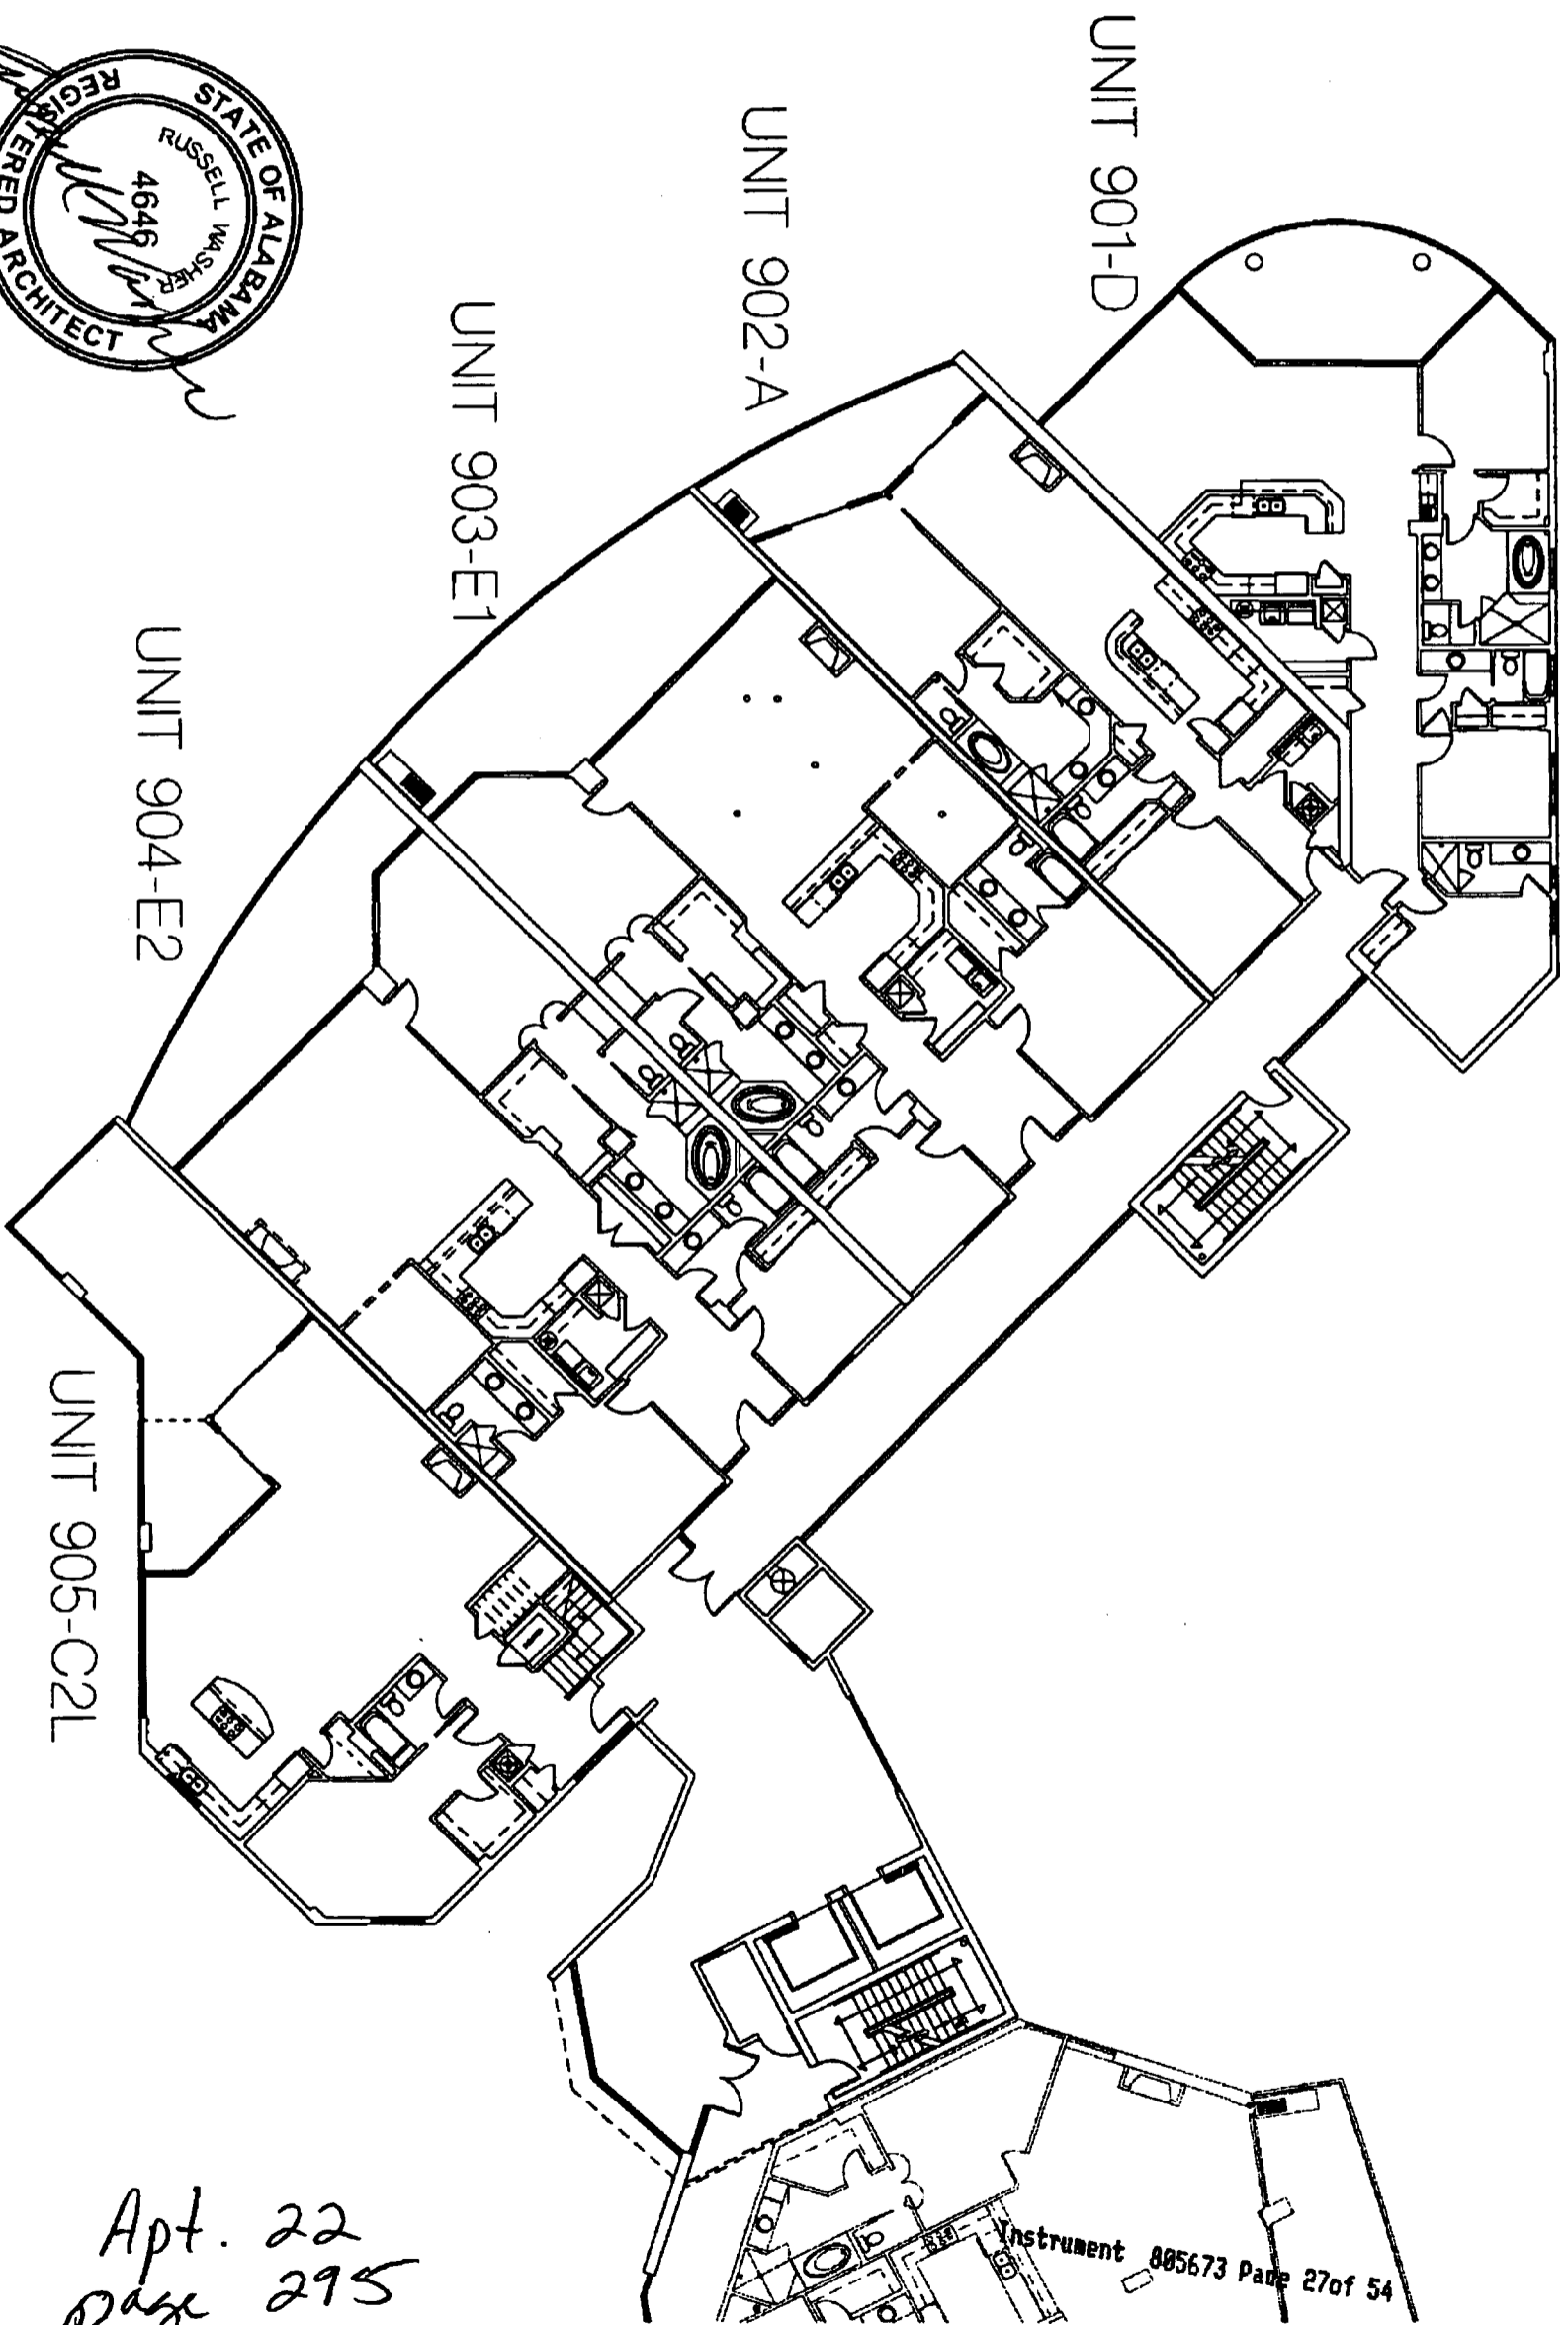 UNIT 901-D
UNIT 902-A
UNIT 903-E1
UNIT 904-E2
UNIT 905-C2L
STATE OF ALABAMA
REGISTERED ARCHITECT
RUSSELL WASHER
4646
Apt. 22
page 295
Instrument 805673 Page 27of 54